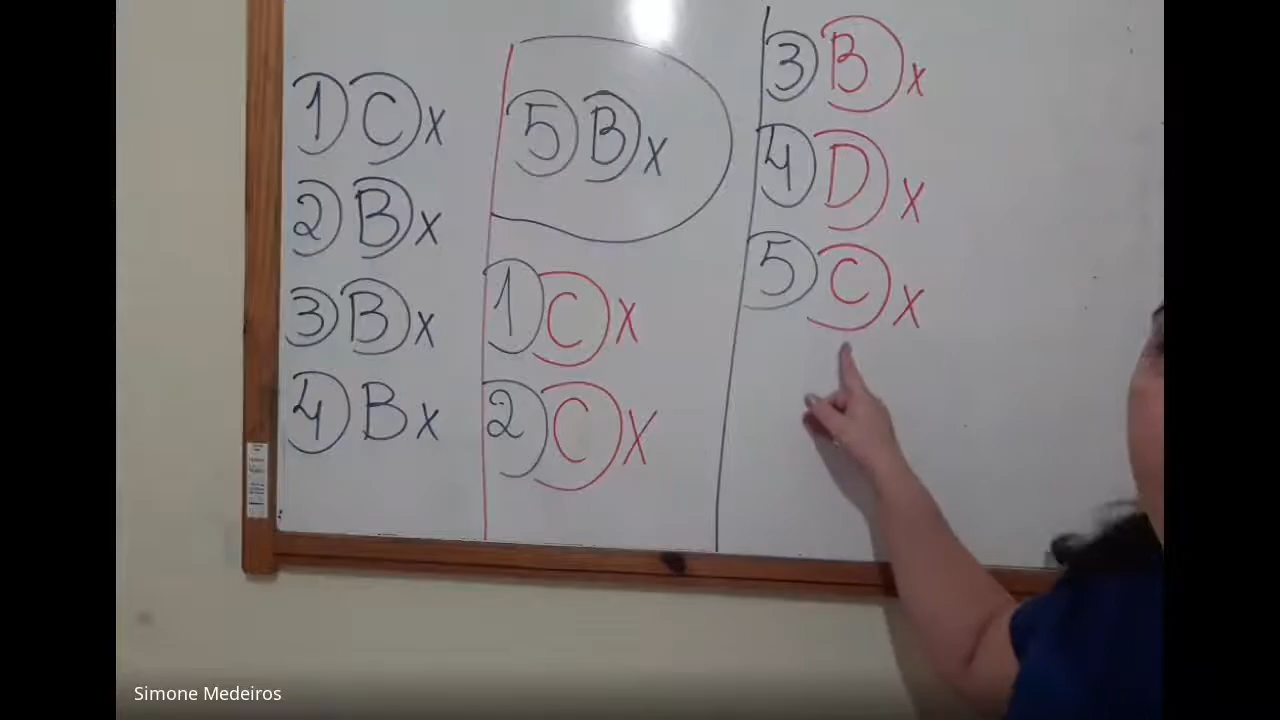 1 C x
2 B x
3 B x
4 B x
5 B x
1 C x
2 C x
3 B x
4 D x
5 C x
Simone Medeiros